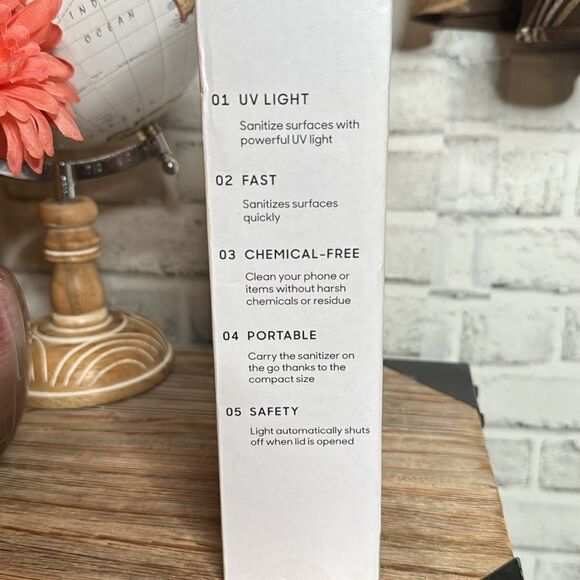 INDI
OCEAN
01 UV LIGHT
Sanitize surfaces with
powerful UV light
02 FAST
Sanitizes surfaces
quickly
03 CHEMICAL-FREE
Clean your phone or
items without harsh
chemicals or residue
04 PORTABLE
Carry the sanitizer on
the go thanks to the
compact size
05 SAFETY
Light automatically shuts
off when lid is opened